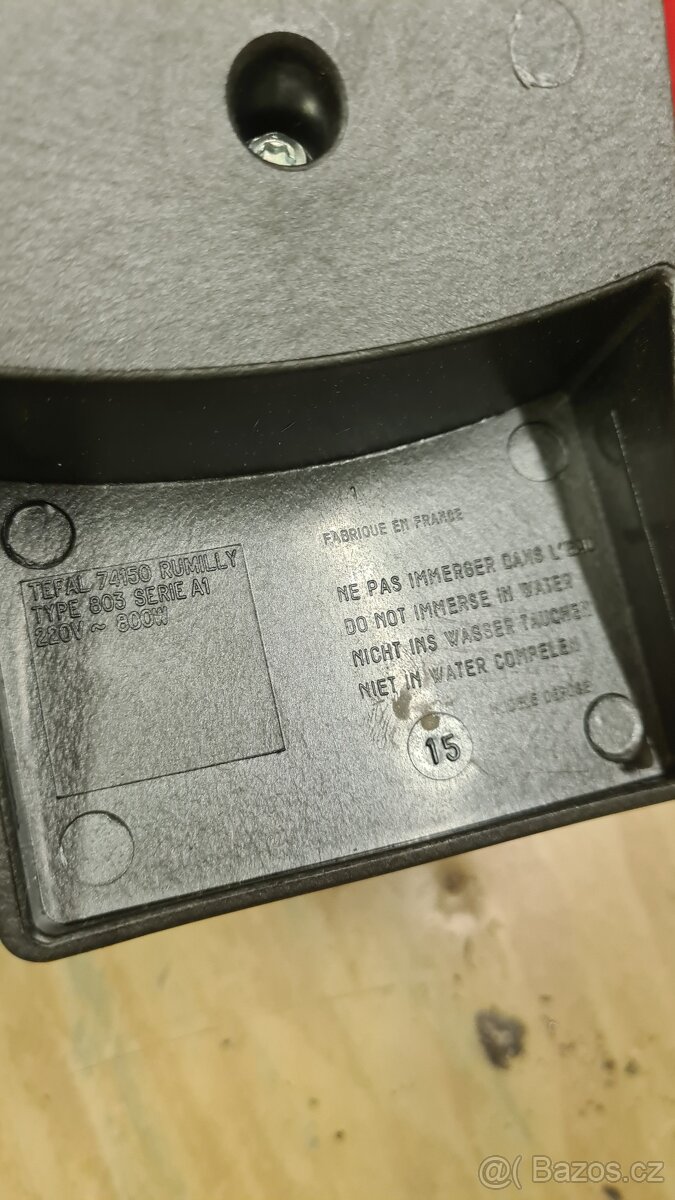 1
FABRIQUE EN FRANCE
TEFAL 74150 RUMILLY
TYPE 803 SERIE A1
220V ~ 800W
NE PAS IMMERGER DANS L'EAU
DO NOT IMMERSE IN WATER
NICHT INS WASSER TAUCHEN
NIET IN WATER
DEPOSE
15
@( Bazos.cz